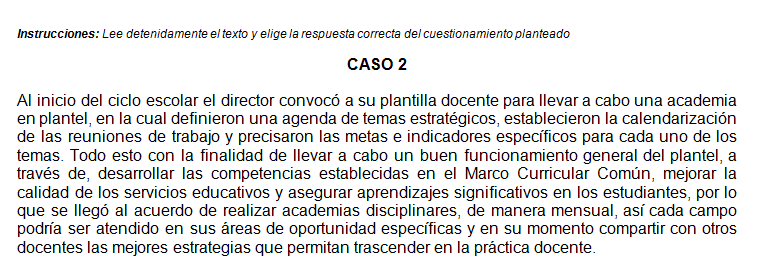 Instrucciones: Lee detenidamente el texto y elige la respuesta correcta del cuestionamiento planteado
CASO 2
Al inicio del ciclo escolar el director convocó a su plantilla docente para llevar a cabo una academia
en plantel, en la cual definieron una agenda de temas estratégicos, establecieron la calendarización
de las reuniones de trabajo y precisaron las metas e indicadores específicos para cada uno de los
temas. Todo esto con la finalidad de llevar a cabo un buen funcionamiento general del plantel, a
través de, desarrollar las competencias establecidas en el Marco Curricular Común, mejorar la
calidad de los servicios educativos y asegurar aprendizajes significativos en los estudiantes, por lo
que se llegó al acuerdo de realizar academias disciplinares, de manera mensual, así cada campo
podría ser atendido en sus áreas de oportunidad específicas y en su momento compartir con otros
docentes las mejores estrategias que permitan trascender en la práctica docente.